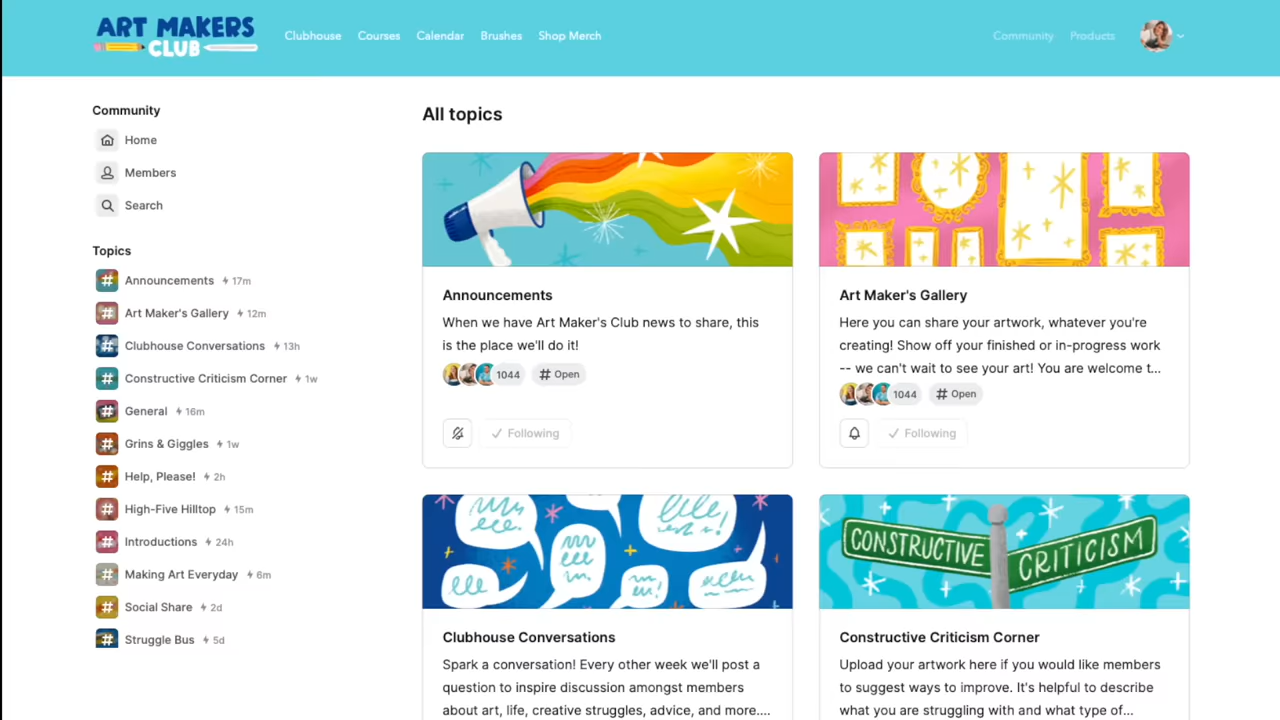 ART MAKERS
CLUB
Clubhouse
Courses
Calendar
Brushes
Shop Merch
Community
Products
Community
Home
Members
Search
Topics
# Announcements 17m
# Art Maker's Gallery 12m
# Clubhouse Conversations 13h
# Constructive Criticism Corner 1w
# General 16m
# Grins & Giggles 1w
# Help, Please! 2h
# High-Five Hilltop 15m
# Introductions 24h
# Making Art Everyday 6m
# Social Share 2d
# Struggle Bus 5d
All topics
Announcements
When we have Art Maker's Club news to share, this
is the place we'll do it!
1044 # Open
Following
Art Maker's Gallery
Here you can share your artwork, whatever you're
creating! Show off your finished or in-progress work
-- we can't wait to see your art! You are welcome t...
1044 # Open
Following
Clubhouse Conversations
Spark a conversation! Every other week we'll post a
question to inspire discussion amongst members
about art, life, creative struggles, advice, and more....
CONSTRUCTIVE
CRITICISM
Constructive Criticism Corner
Upload your artwork here if you would like members
to suggest ways to improve. It's helpful to describe
what you are struggling with and what type of...